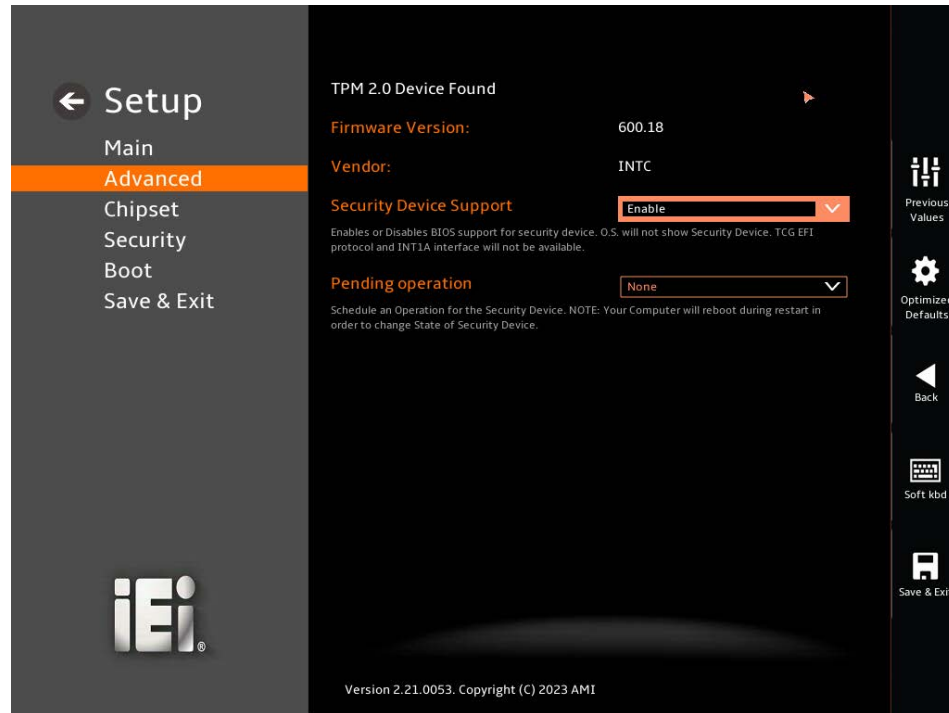 Setup
Main
Advanced
Chipset
Security
Boot
Save & Exit
iEi®
TPM 2.0 Device Found
Firmware Version: 600.18
Vendor: INTC
Security Device Support Enable
Enables or Disables BIOS support for security device. O.S. will not show Security Device. TCG EFI
protocol and INT1A interface will not be available.
Pending operation None
Schedule an Operation for the Security Device. NOTE: Your Computer will reboot during restart in
order to change State of Security Device.
Version 2.21.0053. Copyright (C) 2023 AMI
Previous
Values
Optimized
Defaults
Back
Soft kbd
Save & Exi